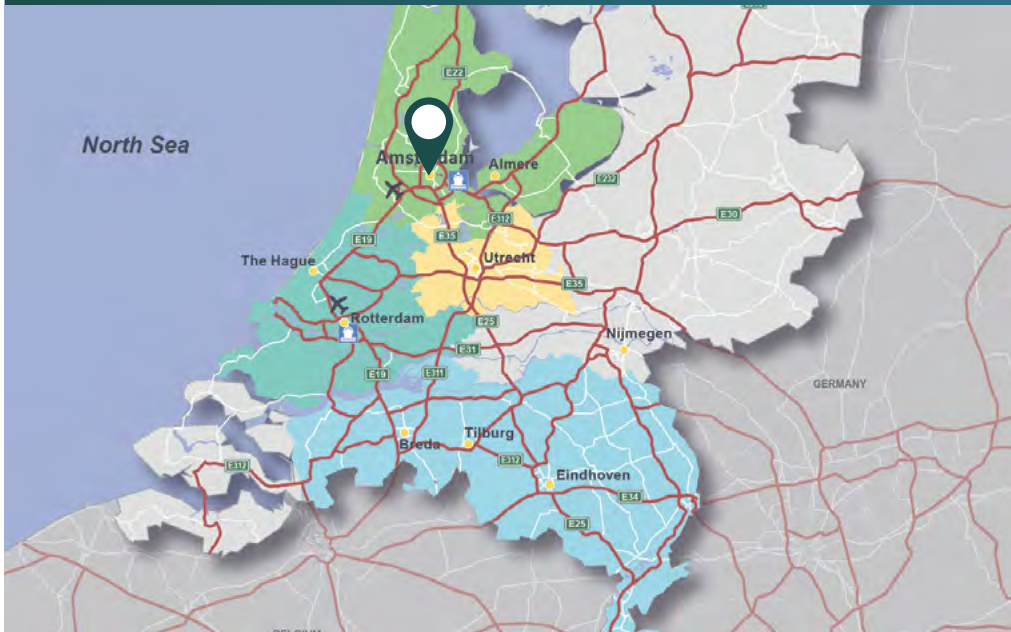 E22
North Sea
Amsterdam
Almere
E232
E312
E30
E35
E19
The Hague
Utrecht
E35
Rotterdam
E25
Nijmegen
E31
E19
E311
GERMANY
Breda
Tilburg
E312
E312
Eindhoven
E34
E25